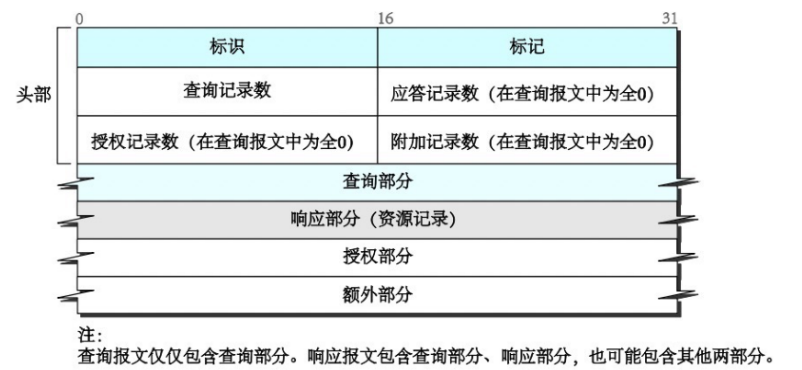 0 16 31
标识 标记
头部
查询记录数 应答记录数（在查询报文中为全0）
授权记录数（在查询报文中为全0） 附加记录数（在查询报文中为全0）
查询部分
响应部分（资源记录）
授权部分
额外部分
注：
查询报文仅仅包含查询部分。响应报文包含查询部分、响应部分，也可能包含其他两部分。